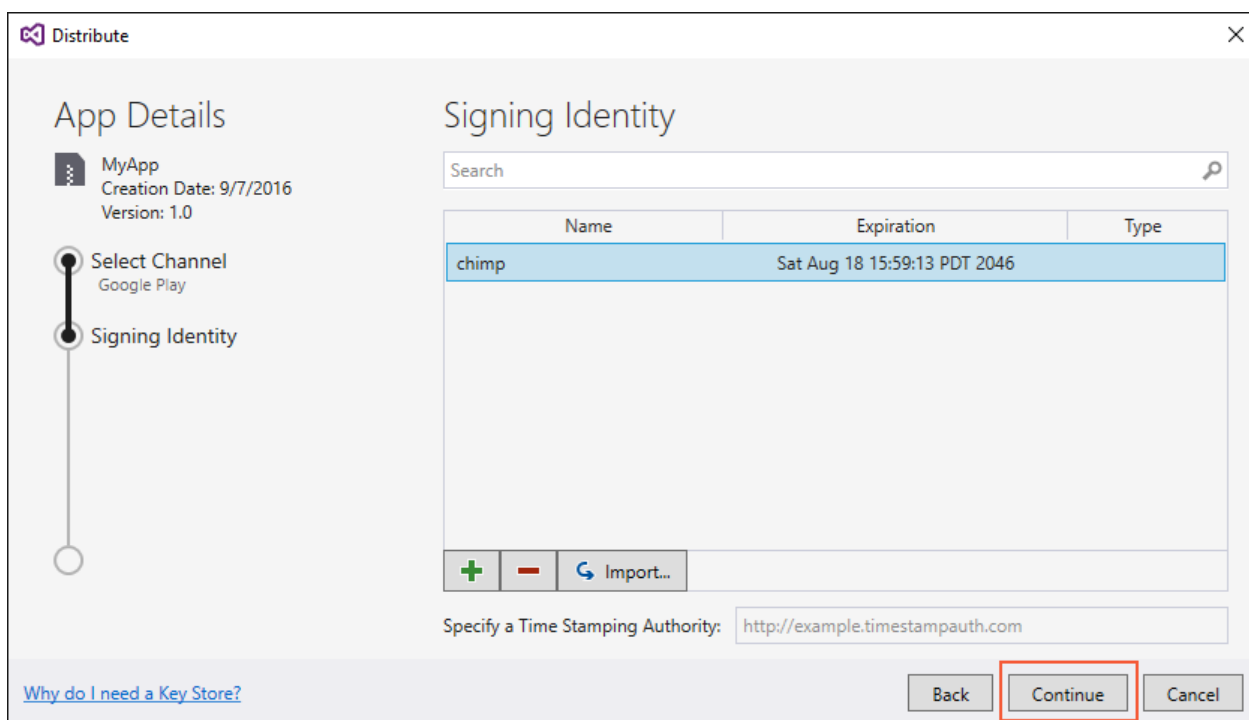 Distribute
App Details
MyApp
Creation Date: 9/7/2016
Version: 1.0
Select Channel
Google Play
Signing Identity
Signing Identity
Search
Name Expiration Type
chimp Sat Aug 18 15:59:13 PDT 2046
Import...
Specify a Time Stamping Authority: http://example.timestampauth.com
Why do I need a Key Store?
Back Continue Cancel